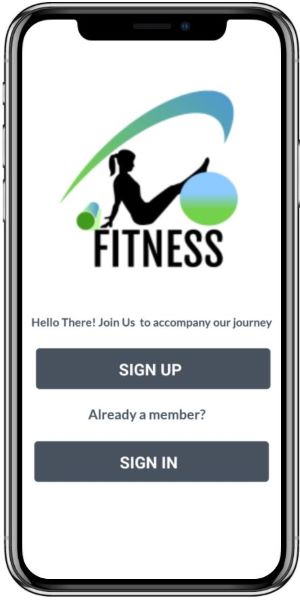 FITNESS
Hello There! Join Us to accompany our journey
SIGN UP
Already a member?
SIGN IN